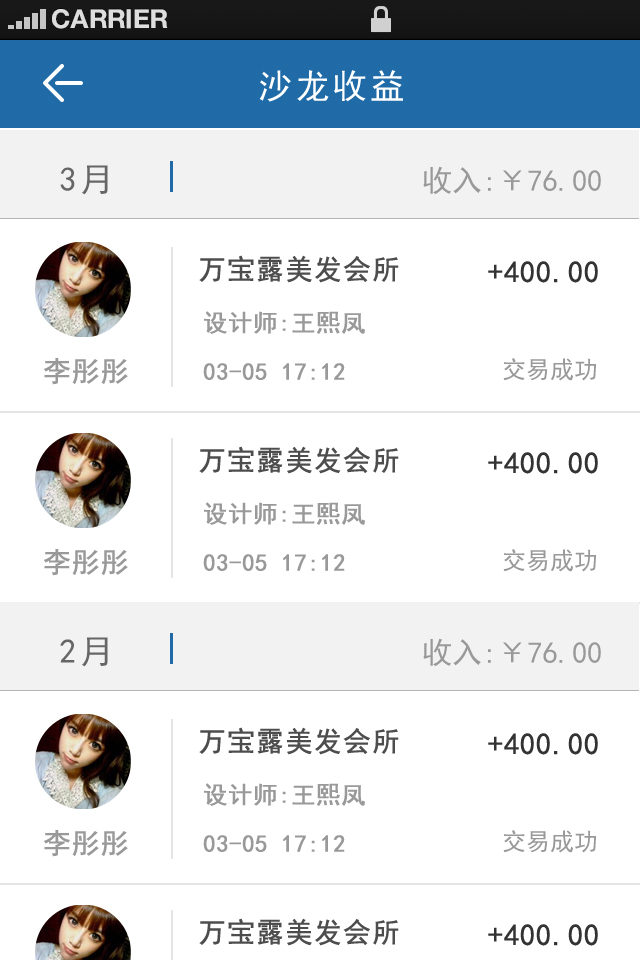 CARRIER
沙龙收益
3月 收入:￥76.00
万宝露美发会所 +400.00
设计师:王熙凤
李彤彤 03-05 17:12 交易成功
万宝露美发会所 +400.00
设计师:王熙凤
李彤彤 03-05 17:12 交易成功
2月 收入:￥76.00
万宝露美发会所 +400.00
设计师:王熙凤
李彤彤 03-05 17:12 交易成功
万宝露美发会所 +400.00